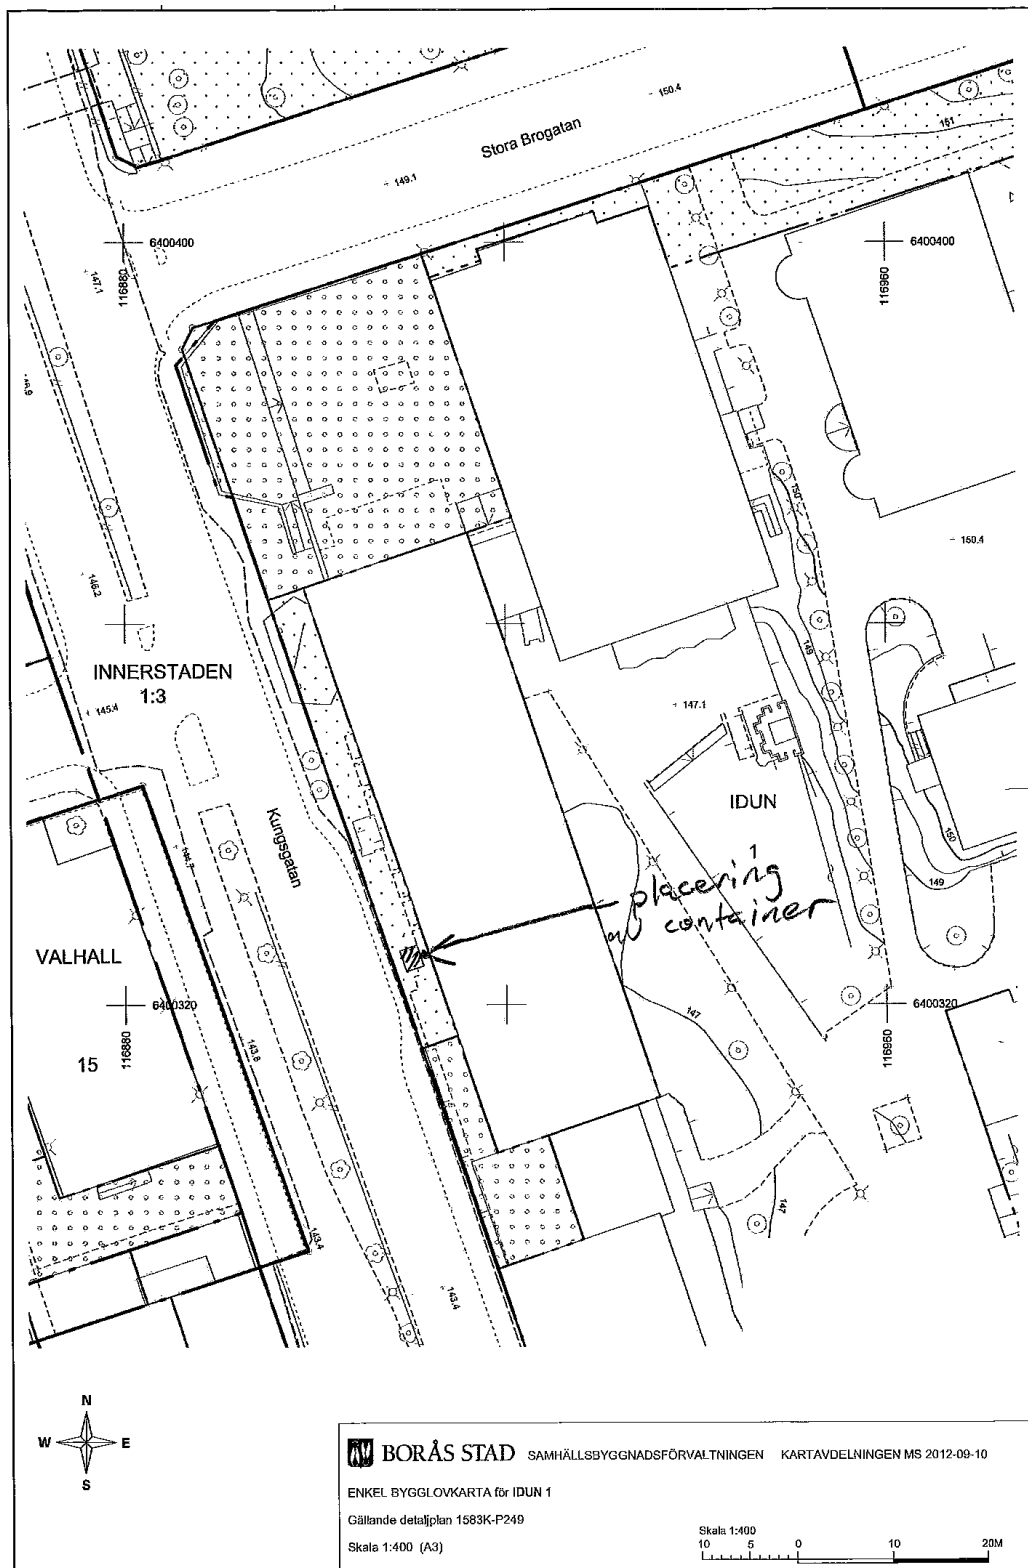 150.4
Stora Brogatan
151
149.1
6400400
6400400
147.1
116880
116960
150
150.4
146.2
INNERSTADEN
1:3
149
145.4
147.1
IDUN
1
Kungsgatan
144.7
150
149
placering
av container
VALHALL
6400320
6400320
147
116880
116960
15
143.8
147
143.4
143.4
N
W E
S
BORÅS STAD SAMHÄLLSBYGGNADSFÖRVALTNINGEN KARTAVDELNINGEN MS 2012-09-10
ENKEL BYGGLOVKARTA för IDUN 1
Gällande detaljplan 1583K-P249
Skala 1:400 (A3)
Skala 1:400
10 5 0 10 20M